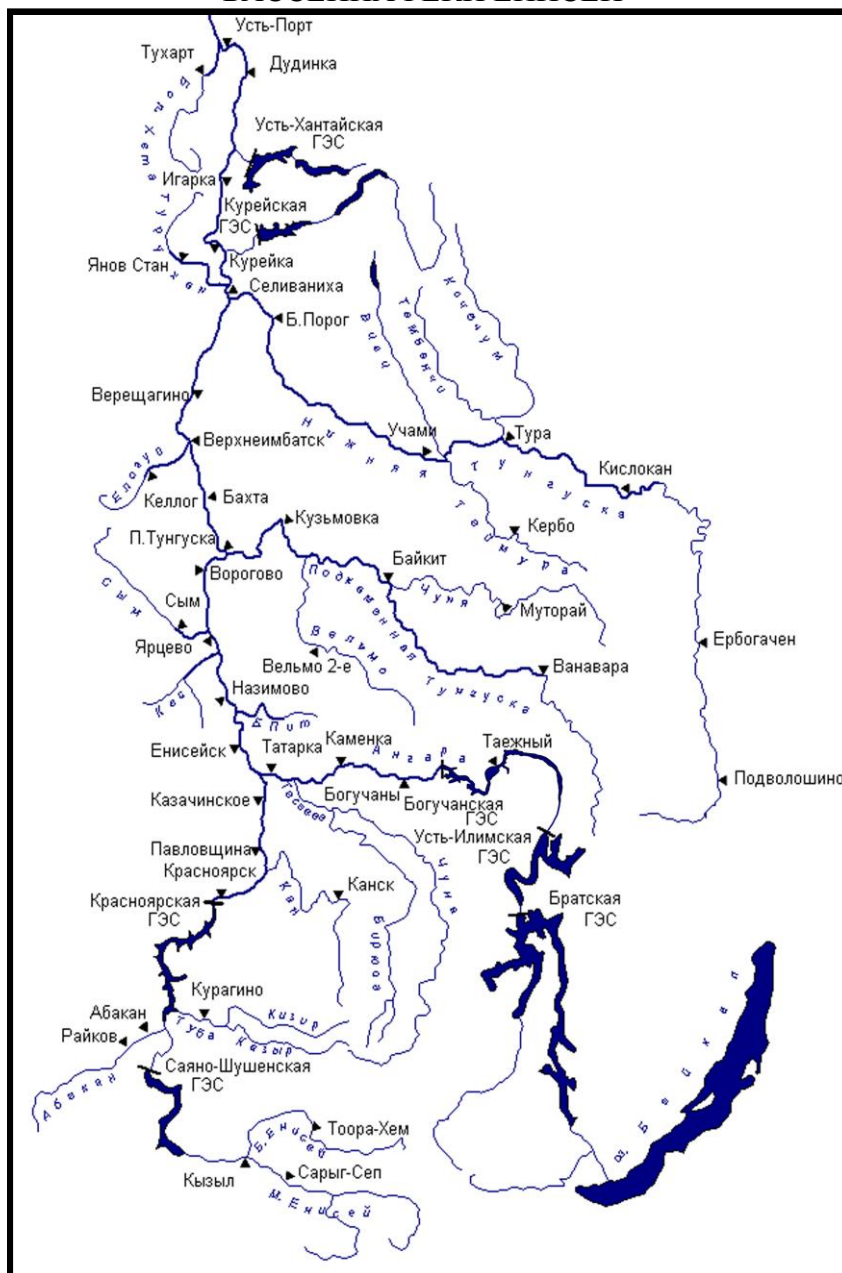 Усть-Порт
Тухарт
Дудинка
Бол.Хета
Усть-Хантайская
ГЭС
Игарка
Курейская
ГЭС
Турухан
Янов Стан
Курейка
Селиваниха
Б.Порог
Виви
Тембенчи
Кочечум
Верещагино
Учами
Тура
Верхнеимбатск
Нижняя Тунгуска
Кислокан
Елогуй
Келлог
Бахта
Кузьмовка
Таймура
Кербо
П.Тунгуска
Байкит
Ворогово
Подкаменная Тунгуска
Чуня
Муторай
Сым
Сым
Ярцево
Вельмо
Вельмо 2-е
Ванавара
Ербогачен
Кас
Назимово
Б.Пит
Енисейск
Татарка
Каменка
Ангара
Таежный
Подволошино
Казачинское
Богучаны
Богучанская
ГЭС
Тасеева
Усть-Илимская
ГЭС
Павловщина
Красноярск
Чуна
Кан
Канск
Красноярская
ГЭС
Братская
ГЭС
Бирюса
Курагино
Кизир
Абакан
Райков
Туба
Казыр
Саяно-Шушенская
ГЭС
Абакан
оз. Байкал
Б.Енисей
Тоора-Хем
Кызыл
Сарыг-Сеп
М.Енисей